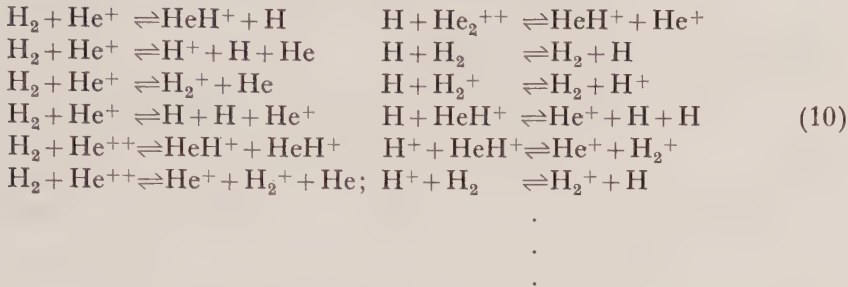 H₂ + He⁺ ⇌HeH⁺ + H H + He₂⁺⁺ ⇌HeH⁺ + He⁺
H₂ + He⁺ ⇌H⁺ + H + He H + H₂ ⇌H₂ + H
H₂ + He⁺ ⇌H₂⁺ + He H + H₂⁺ ⇌H₂ + H⁺
H₂ + He⁺ ⇌H + H + He⁺ H + HeH⁺ ⇌He⁺ + H + H (10)
H₂ + He⁺⁺⇌HeH⁺ + HeH⁺ H⁺ + HeH⁺⇌He⁺ + H₂⁺
H₂ + He⁺⁺⇌He⁺ + H₂⁺ + He; H⁺ + H₂ ⇌H₂⁺ + H
.
.
.